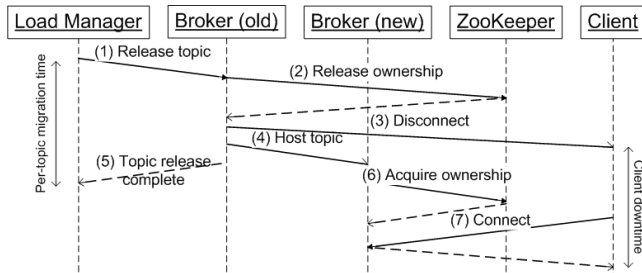 Load Manager
Broker (old)
Broker (new)
ZooKeeper
Client
(1) Release topic
(2) Release ownership
(3) Disconnect
(4) Host topic
(5) Topic release
complete
(6) Acquire ownership
(7) Connect
Per-topic migration time
Client downtime